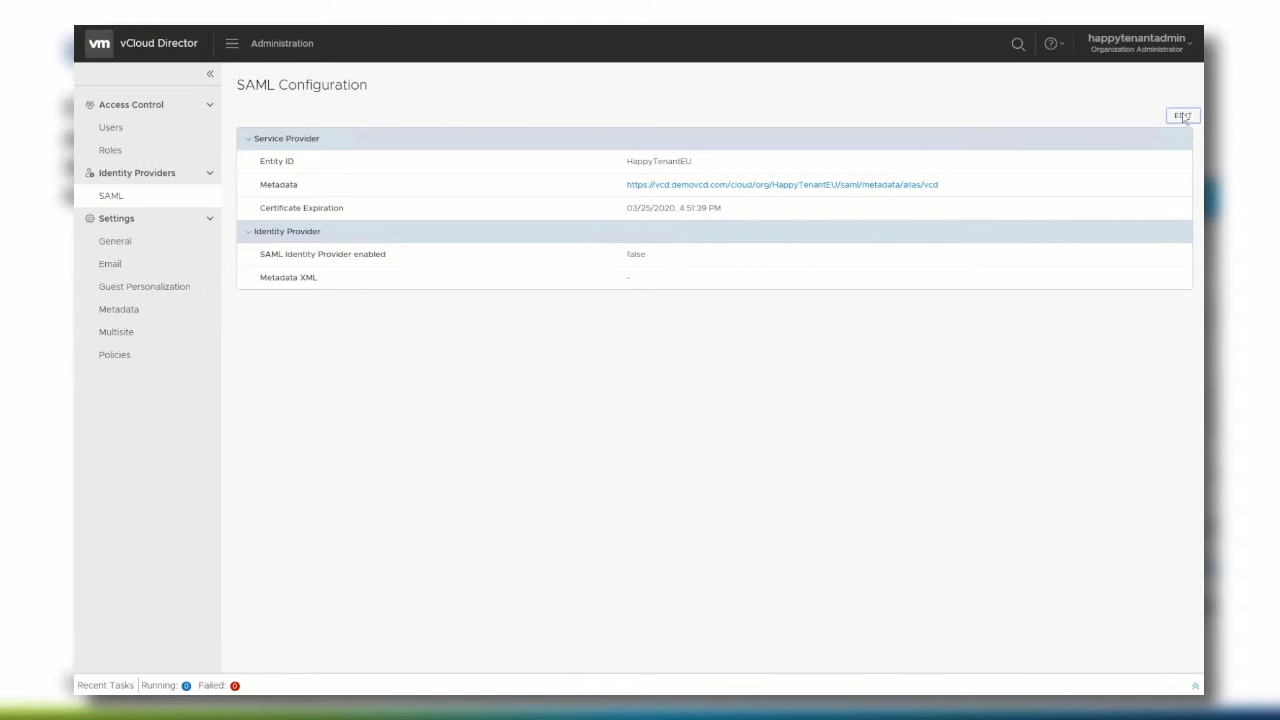 vm vCloud Director Administration happytenantadmin
Organization Administrator
SAML Configuration
Access Control
Users
Roles
Identity Providers
SAML
Settings
General
Email
Guest Personalization
Metadata
Multisite
Policies
EDIT
Service Provider
Entity ID HappyTenantEU
Metadata https://vcd.demovcd.com/cloud/org/HappyTenantEU/saml/metadata/alias/vcd
Certificate Expiration 03/25/2020, 4:51:39 PM
Identity Provider
SAML Identity Provider enabled false
Metadata XML -
Recent Tasks Running: 0 Failed: 0